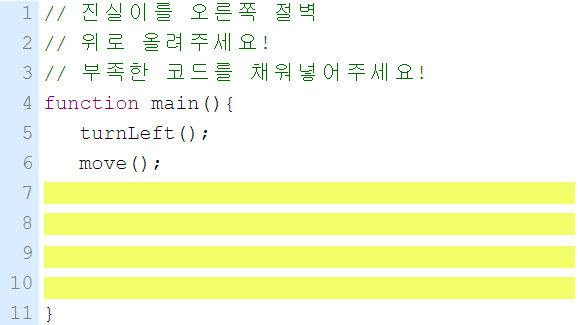 1 // 진실이를 오른쪽 절벽
2 // 위로 올려주세요!
3 // 부족한 코드를 채워넣어주세요!
4 function main(){
5 turnLeft();
6 move();
7
8
9
10
11 }